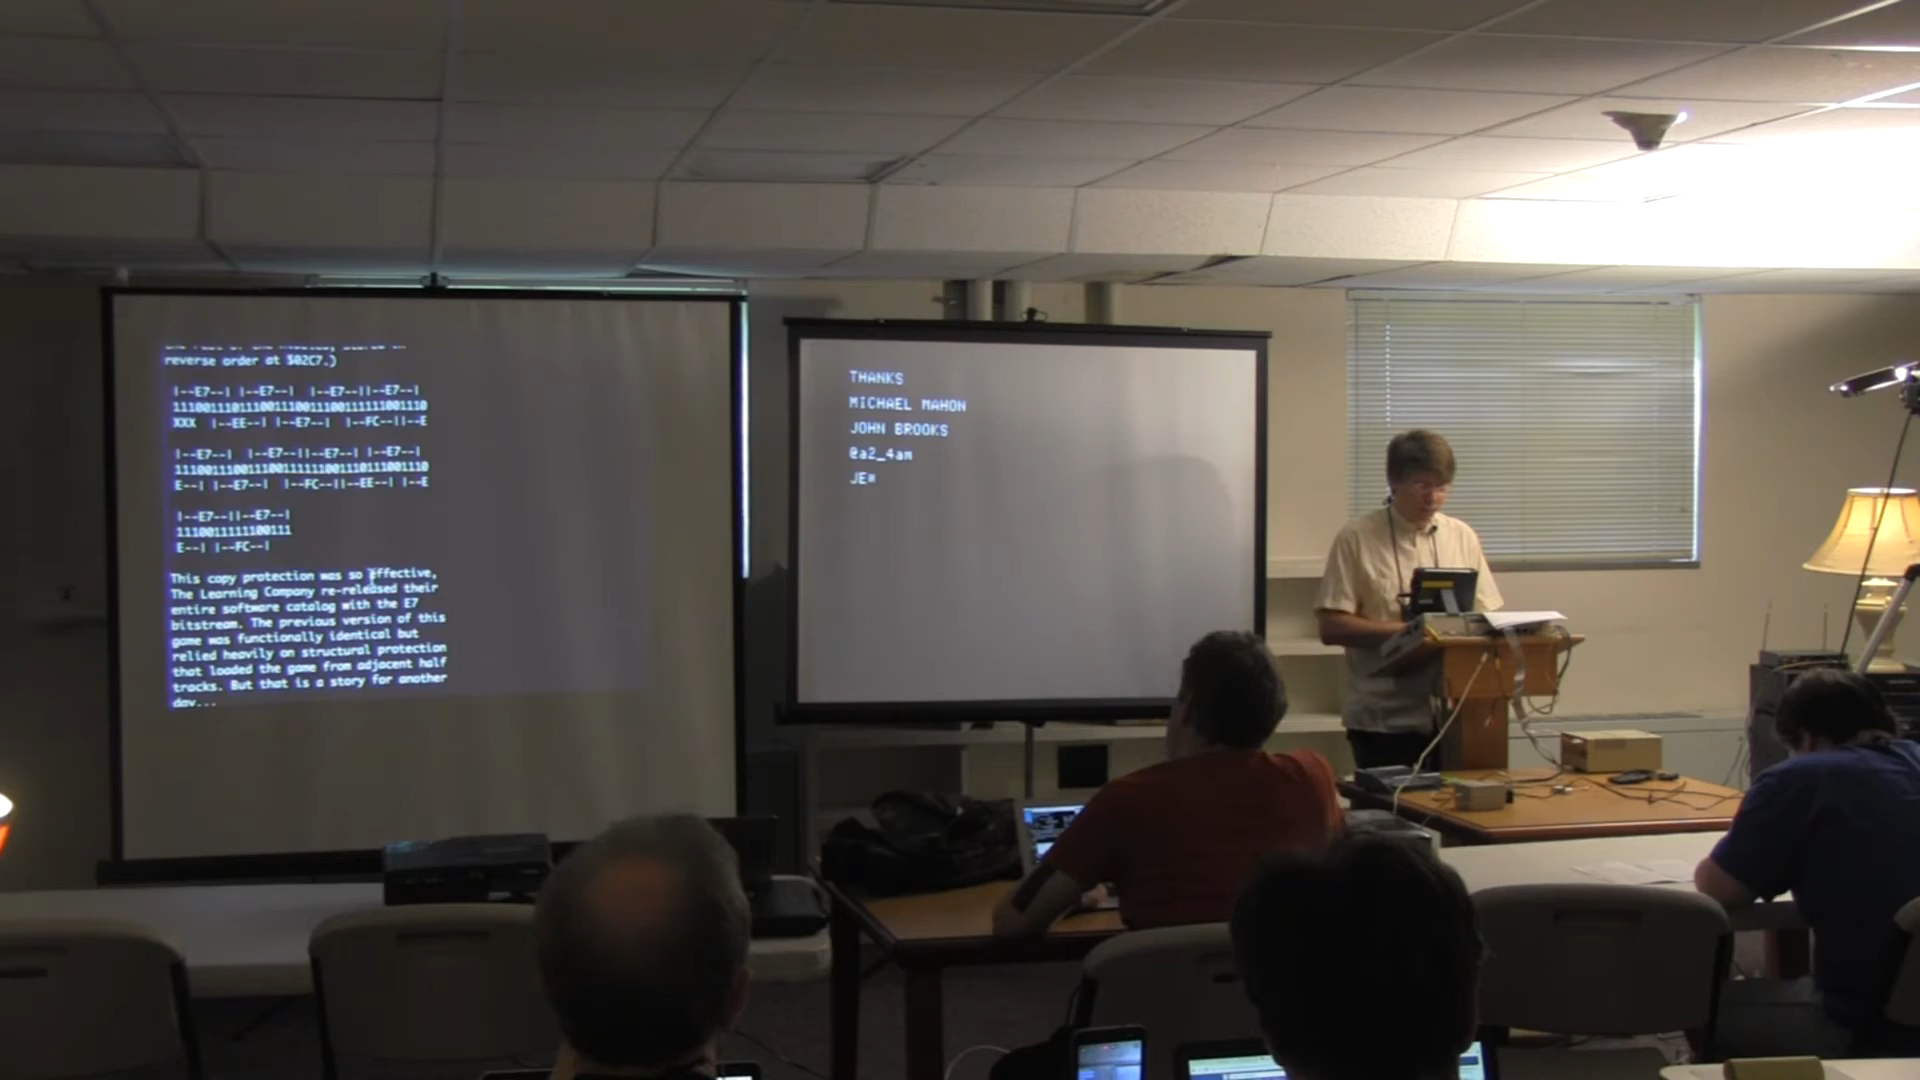 reverse order at $02C7.)
|--E7--| |--E7--|  |--E7--||--E7--|
111001110111001110011100111111001110
XXX  |--EE--| |--E7--|  |--FC--||--E
|--E7--|  |--E7--||--E7--| |--E7--|
111001110011100111111001110111001110
E--| |--E7--|  |--FC--||--EE--| |--E
|--E7--||--E7--|
1110011111100111
E--| |--FC--|
This copy protection was so effective,
The Learning Company re-released their
entire software catalog with the E7
bitstream. The previous version of this
game was functionally identical but
relied heavily on structural protection
that loaded the game from adjacent half
tracks. But that is a story for another
day...
THANKS
MICHAEL MAHON
JOHN BROOKS
@a2_4am
JE